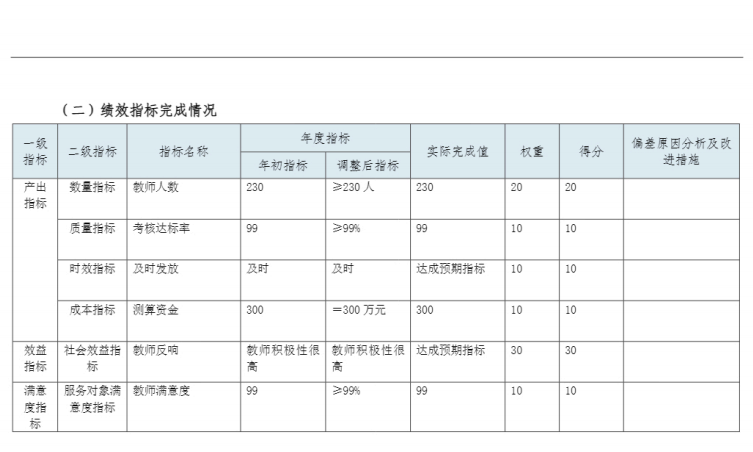 （二）绩效指标完成情况
一级指标 二级指标 指标名称 年度指标 实际完成值 权重 得分 偏差原因分析及改进措施
年初指标 调整后指标
产出指标 数量指标 教师人数 230 ≥230 人 230 20 20
质量指标 考核达标率 99 ≥99% 99 10 10
时效指标 及时发放 及时 及时 达成预期指标 10 10
成本指标 测算资金 300 ＝300 万元 300 10 10
效益指标 社会效益指标 教师反响 教师积极性很高 教师积极性很高 达成预期指标 30 30
满意度指标 服务对象满意度指标 教师满意度 99 ≥99% 99 10 10